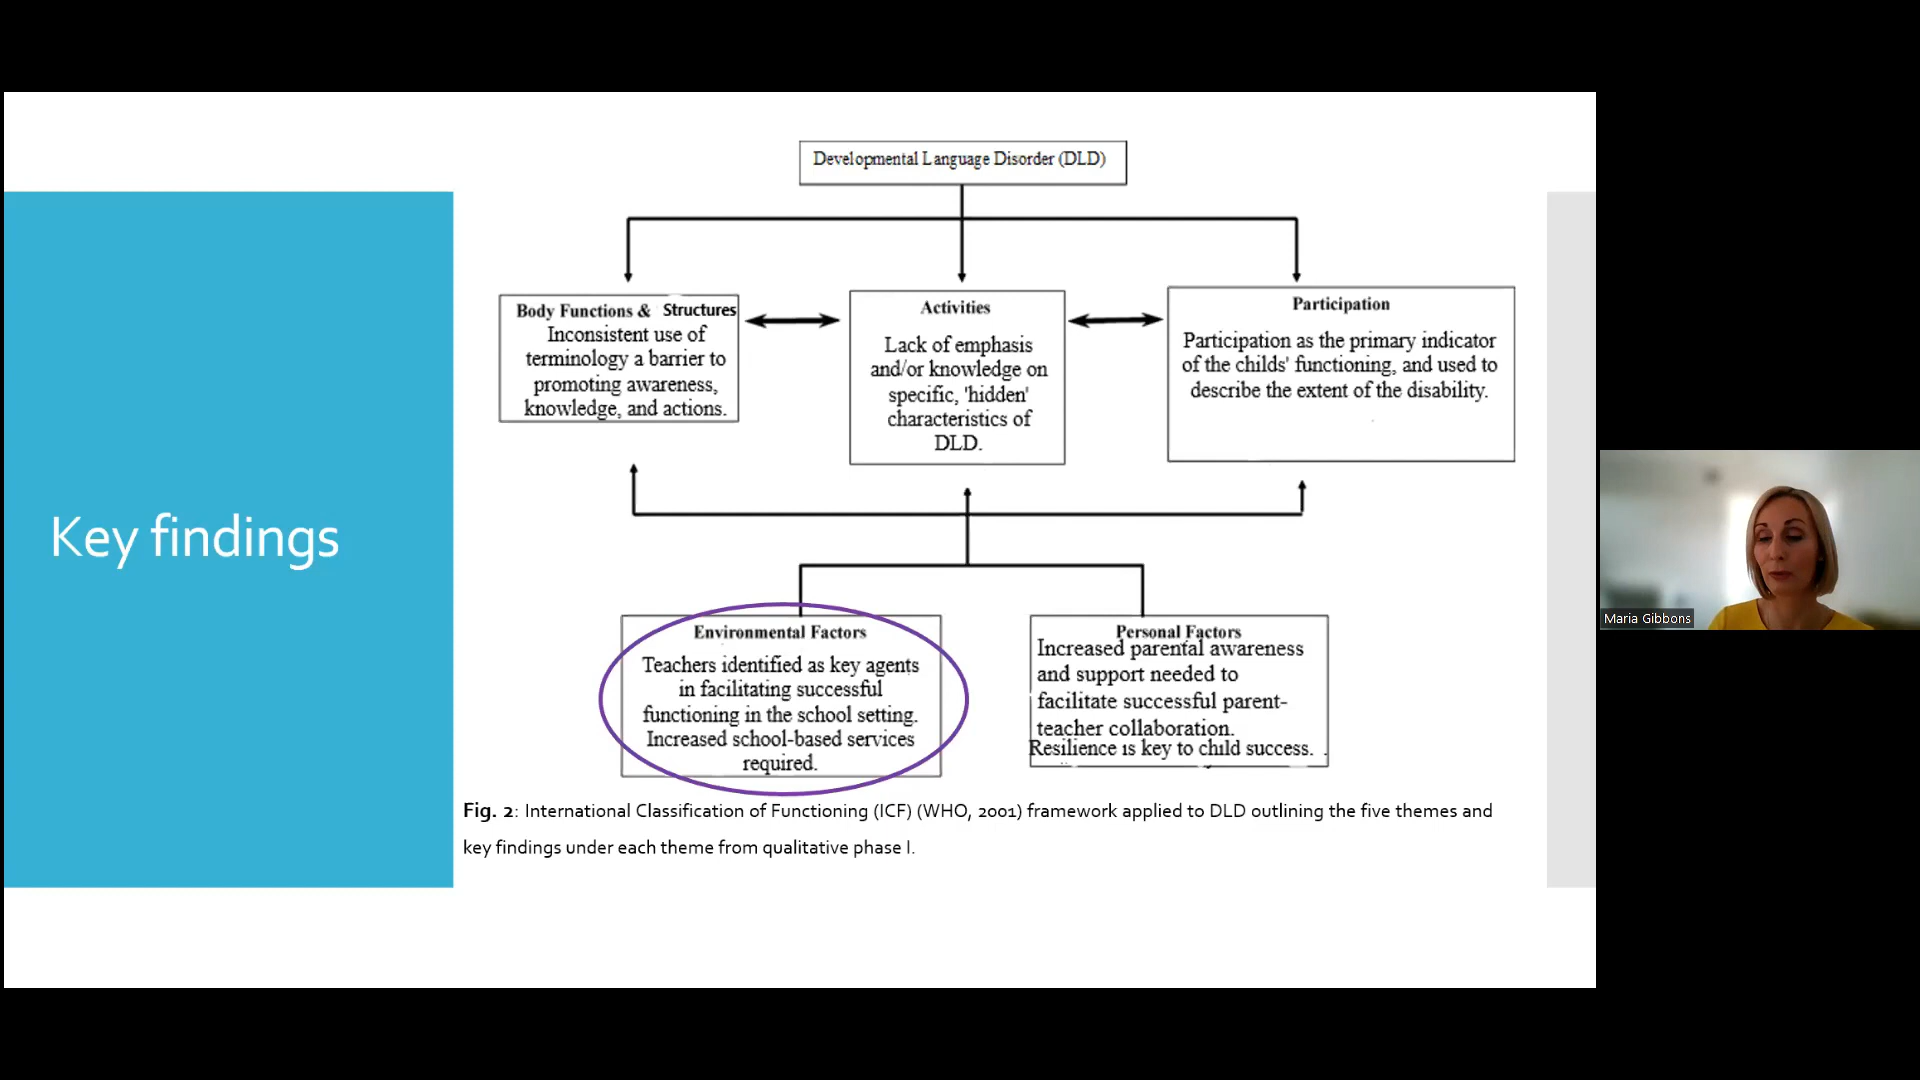 Developmental Language Disorder (DLD)
Body Functions & Structures
Inconsistent use of
terminology a barrier to
promoting awareness,
knowledge, and actions.
Activities
Lack of emphasis
and/or knowledge on
specific, 'hidden'
characteristics of
DLD.
Participation
Participation as the primary indicator
of the childs' functioning, and used to
describe the extent of the disability.
Key findings
Environmental Factors
Teachers identified as key agents
in facilitating successful
functioning in the school setting.
Increased school-based services
required.
Personal Factors
Increased parental awareness
and support needed to
facilitate successful parent-
teacher collaboration.
Resilience is key to child success.
Fig. 2: International Classification of Functioning (ICF) (WHO, 2001) framework applied to DLD outlining the five themes and
key findings under each theme from qualitative phase I.
Maria Gibbons